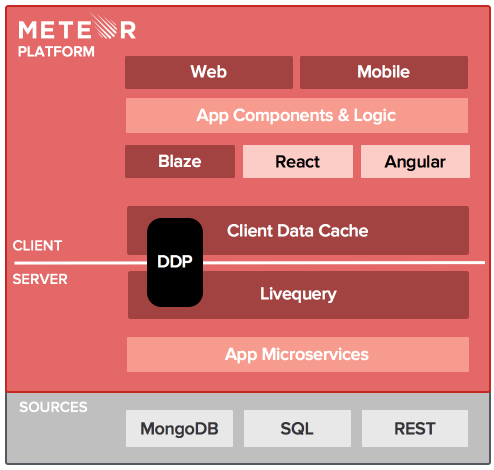 METEOR
PLATFORM
Web Mobile
App Components & Logic
Blaze React Angular
Client Data Cache
CLIENT
DDP
SERVER
Livequery
App Microservices
SOURCES
MongoDB SQL REST